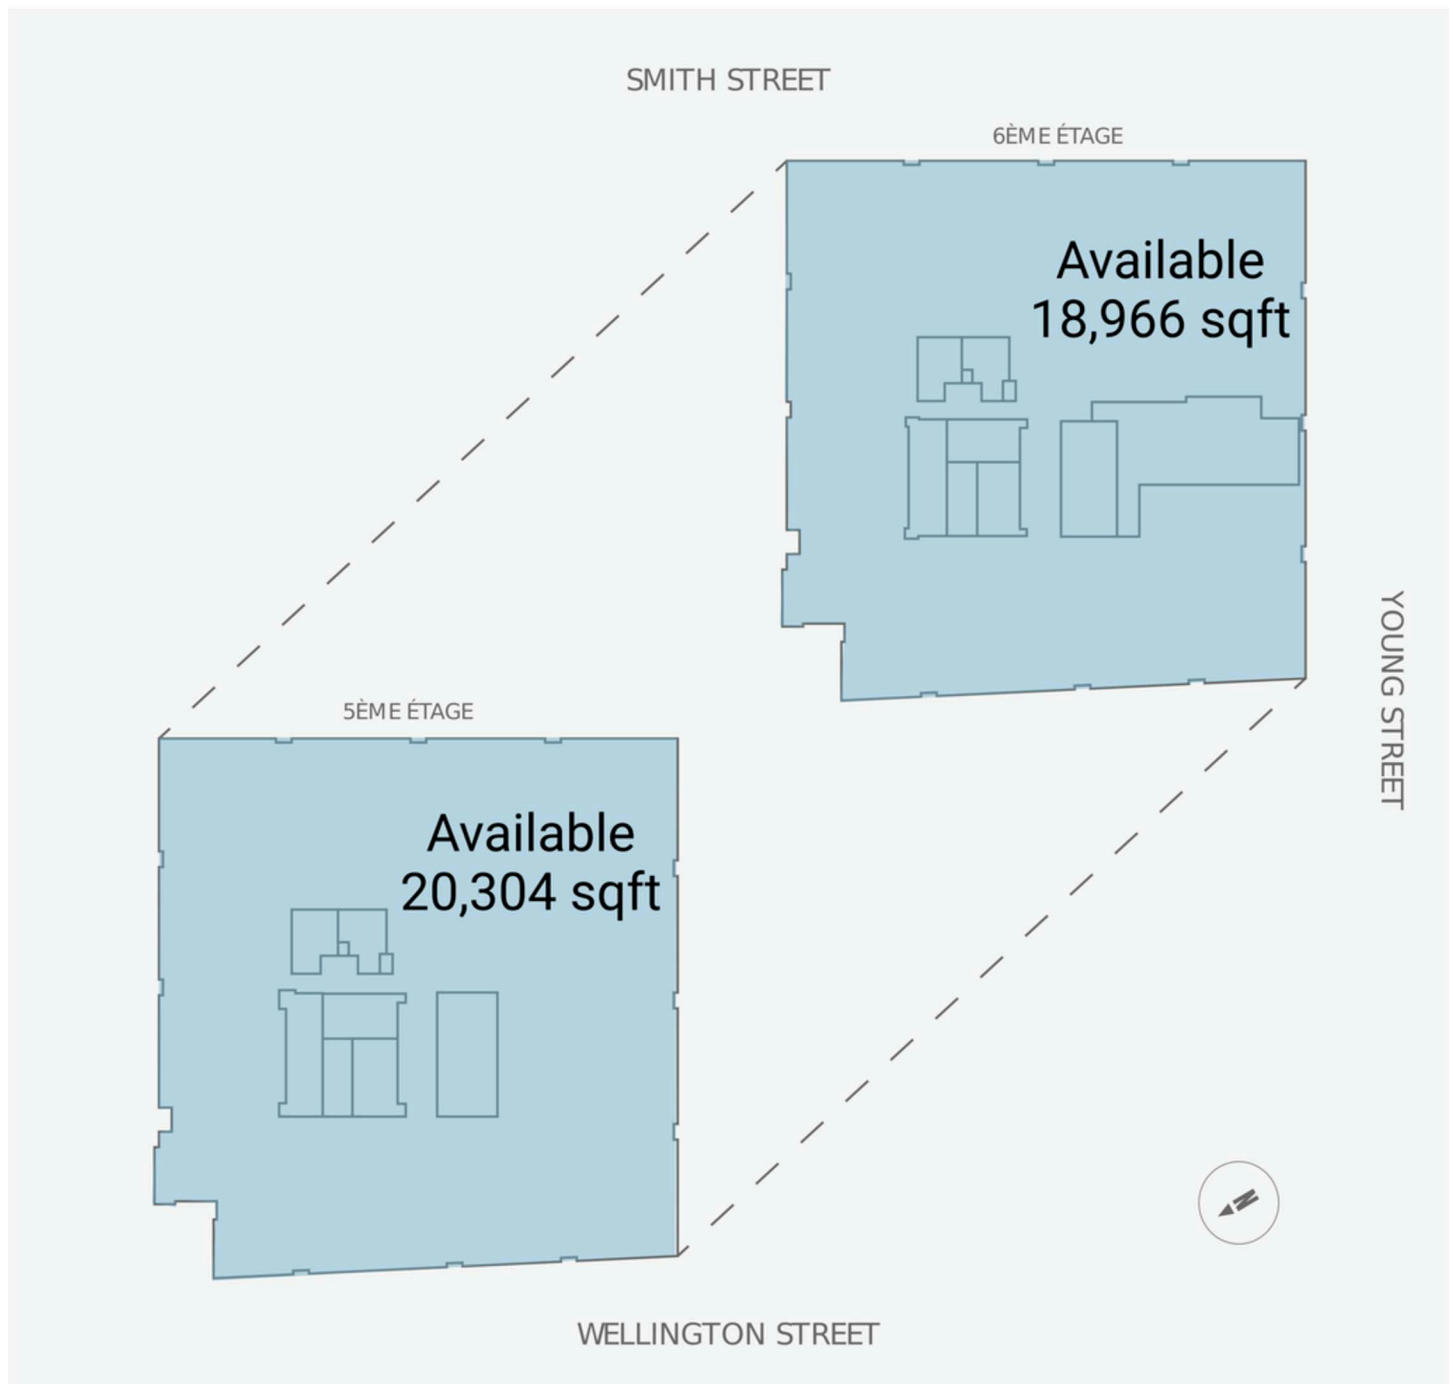 SMITH STREET
6ÈME ÉTAGE
Available
18,966 sqft
YOUNG STREET
5ÈME ÉTAGE
Available
20,304 sqft
N
WELLINGTON STREET